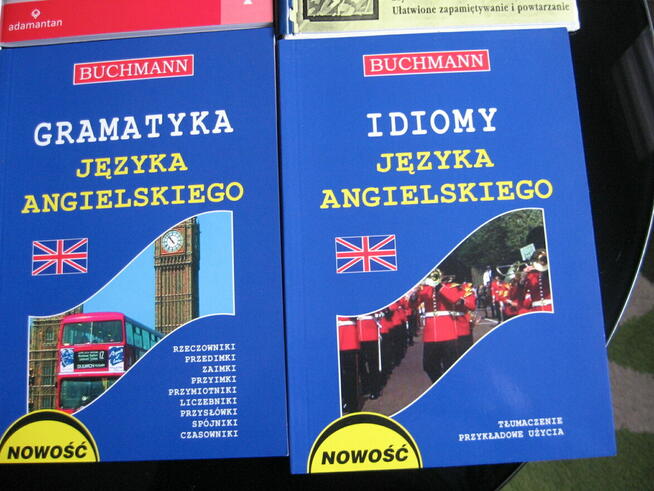 adamantan
Ułatwione zapamiętywanie i powtarzanie
BUCHMANN
GRAMATYKA
JĘZYKA
ANGIELSKIEGO
RZECZOWNIKI
PRZEDIMKI
ZAIMKI
PRZYIMKI
PRZYMIOTNIKI
LICZEBNIKI
PRZYSŁÓWKI
SPÓJNIKI
CZASOWNIKI
NOWOŚĆ
BUCHMANN
IDIOMY
JĘZYKA
ANGIELSKIEGO
TŁUMACZENIE
PRZYKŁADOWE UŻYCIA
NOWOŚĆ